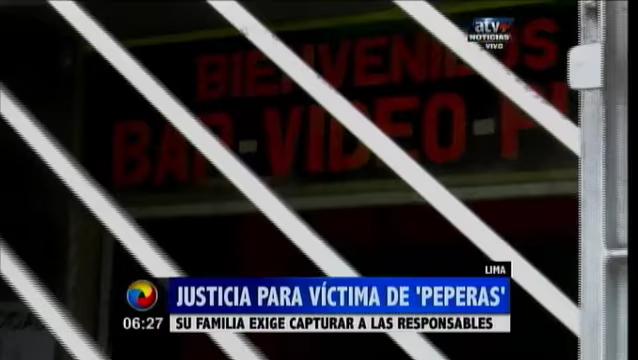 atv
NOTICIAS
VIVO
BIENVENIDOS
BAR-VIDEO-P
LIMA
JUSTICIA PARA VÍCTIMA DE 'PEPERAS'
06:27
SU FAMILIA EXIGE CAPTURAR A LAS RESPONSABLES